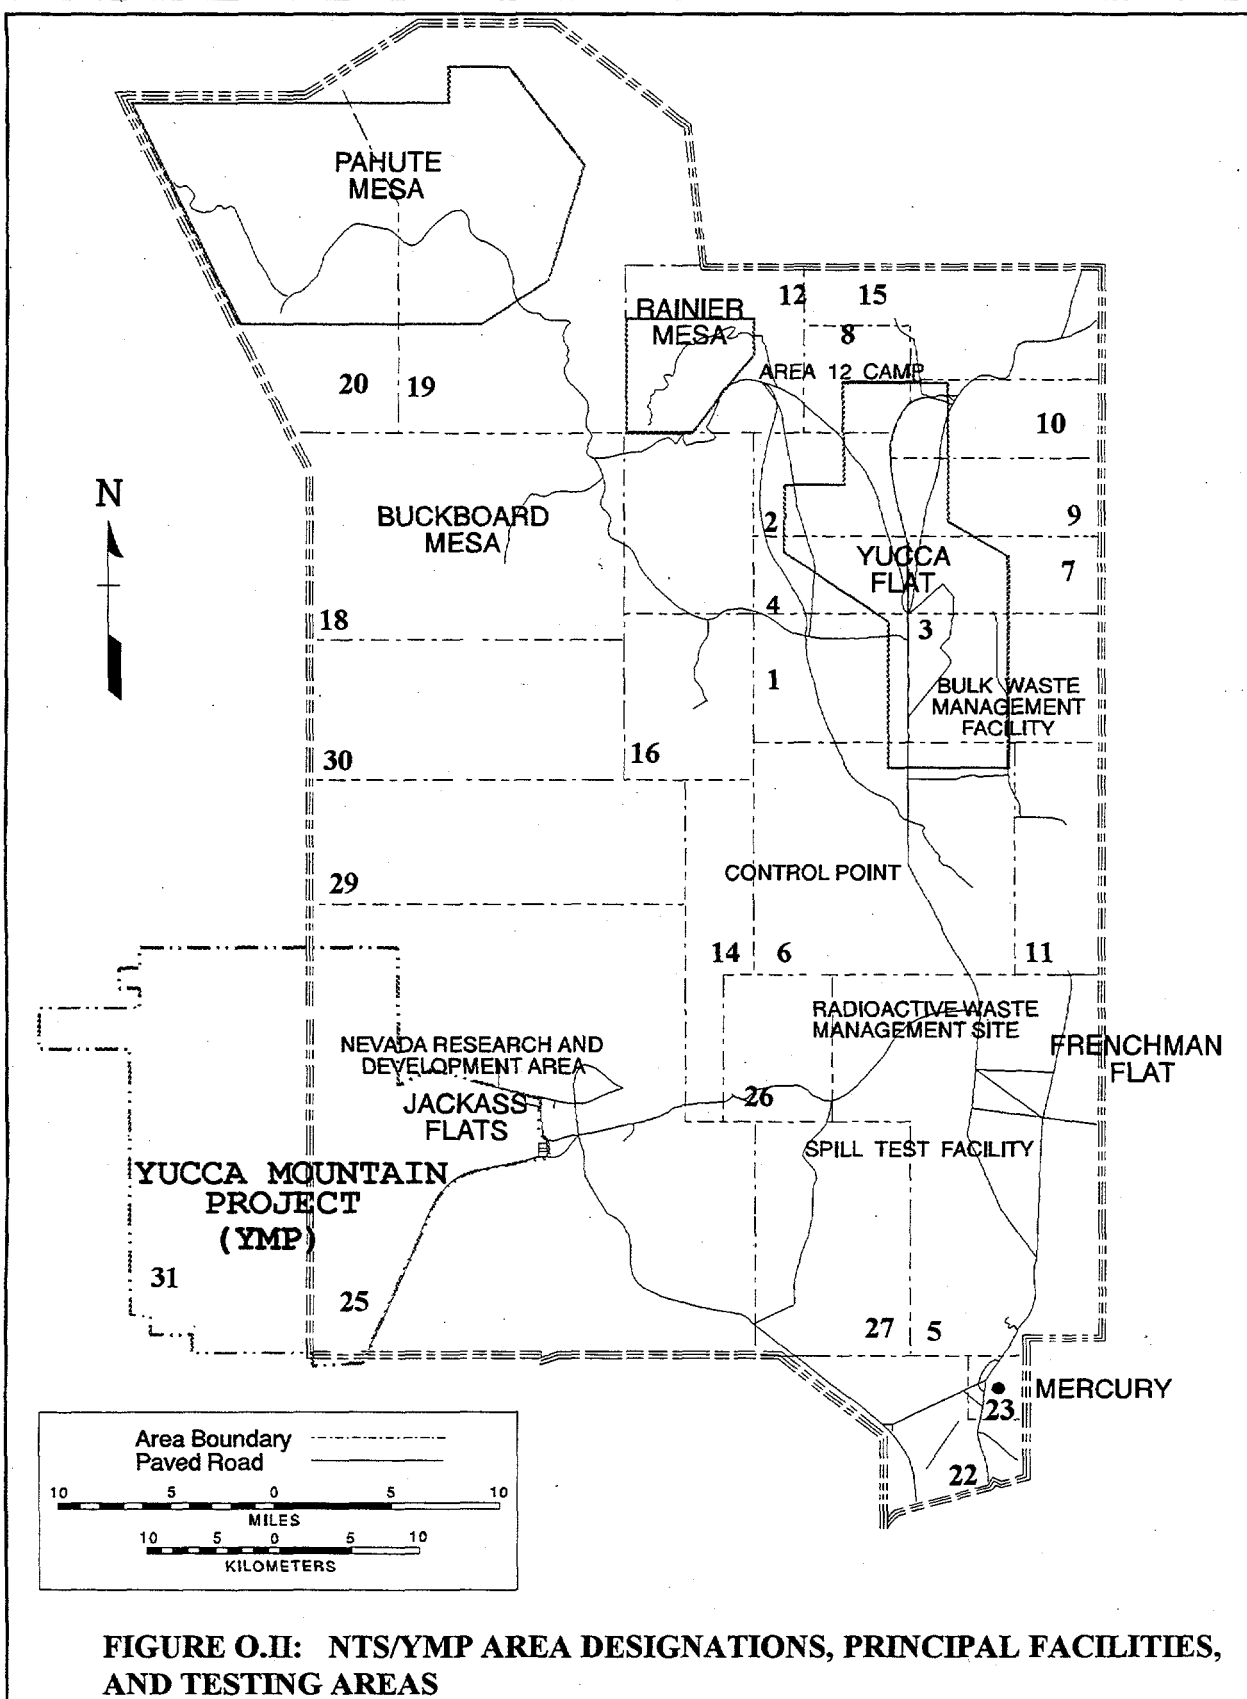 PAHUTE
MESA
12
15
RAINIER
MESA
8
AREA 12 CAMP
20
19
10
N
BUCKBOARD
MESA
2
9
YUCCA
FLAT
7
18
4
3
1
BULK WASTE
MANAGEMENT
FACILITY
30
16
CONTROL POINT
29
14
6
11
RADIOACTIVE WASTE
MANAGEMENT SITE
NEVADA RESEARCH AND
DEVELOPMENT AREA
FRENCHMAN
FLAT
JACKASS
FLATS
26
SPILL TEST FACILITY
YUCCA MOUNTAIN
PROJECT
(YMP)
31
25
27
5
MERCURY
23
22
Area Boundary
Paved Road
10 5 0 5 10
MILES
10 5 0 5 10
KILOMETERS
FIGURE O.II: NTS/YMP AREA DESIGNATIONS, PRINCIPAL FACILITIES,
AND TESTING AREAS